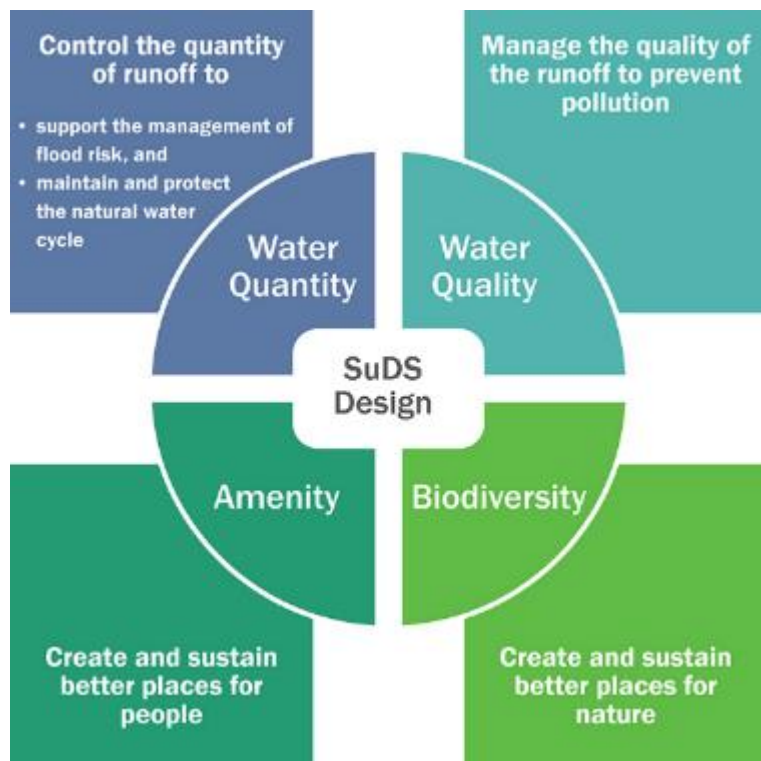 Control the quantity
of runoff to
• support the management of
flood risk, and
• maintain and protect
the natural water
cycle
Manage the quality of
the runoff to prevent
pollution
Water
Quantity
Water
Quality
SuDS
Design
Amenity
Biodiversity
Create and sustain
better places for
people
Create and sustain
better places for
nature